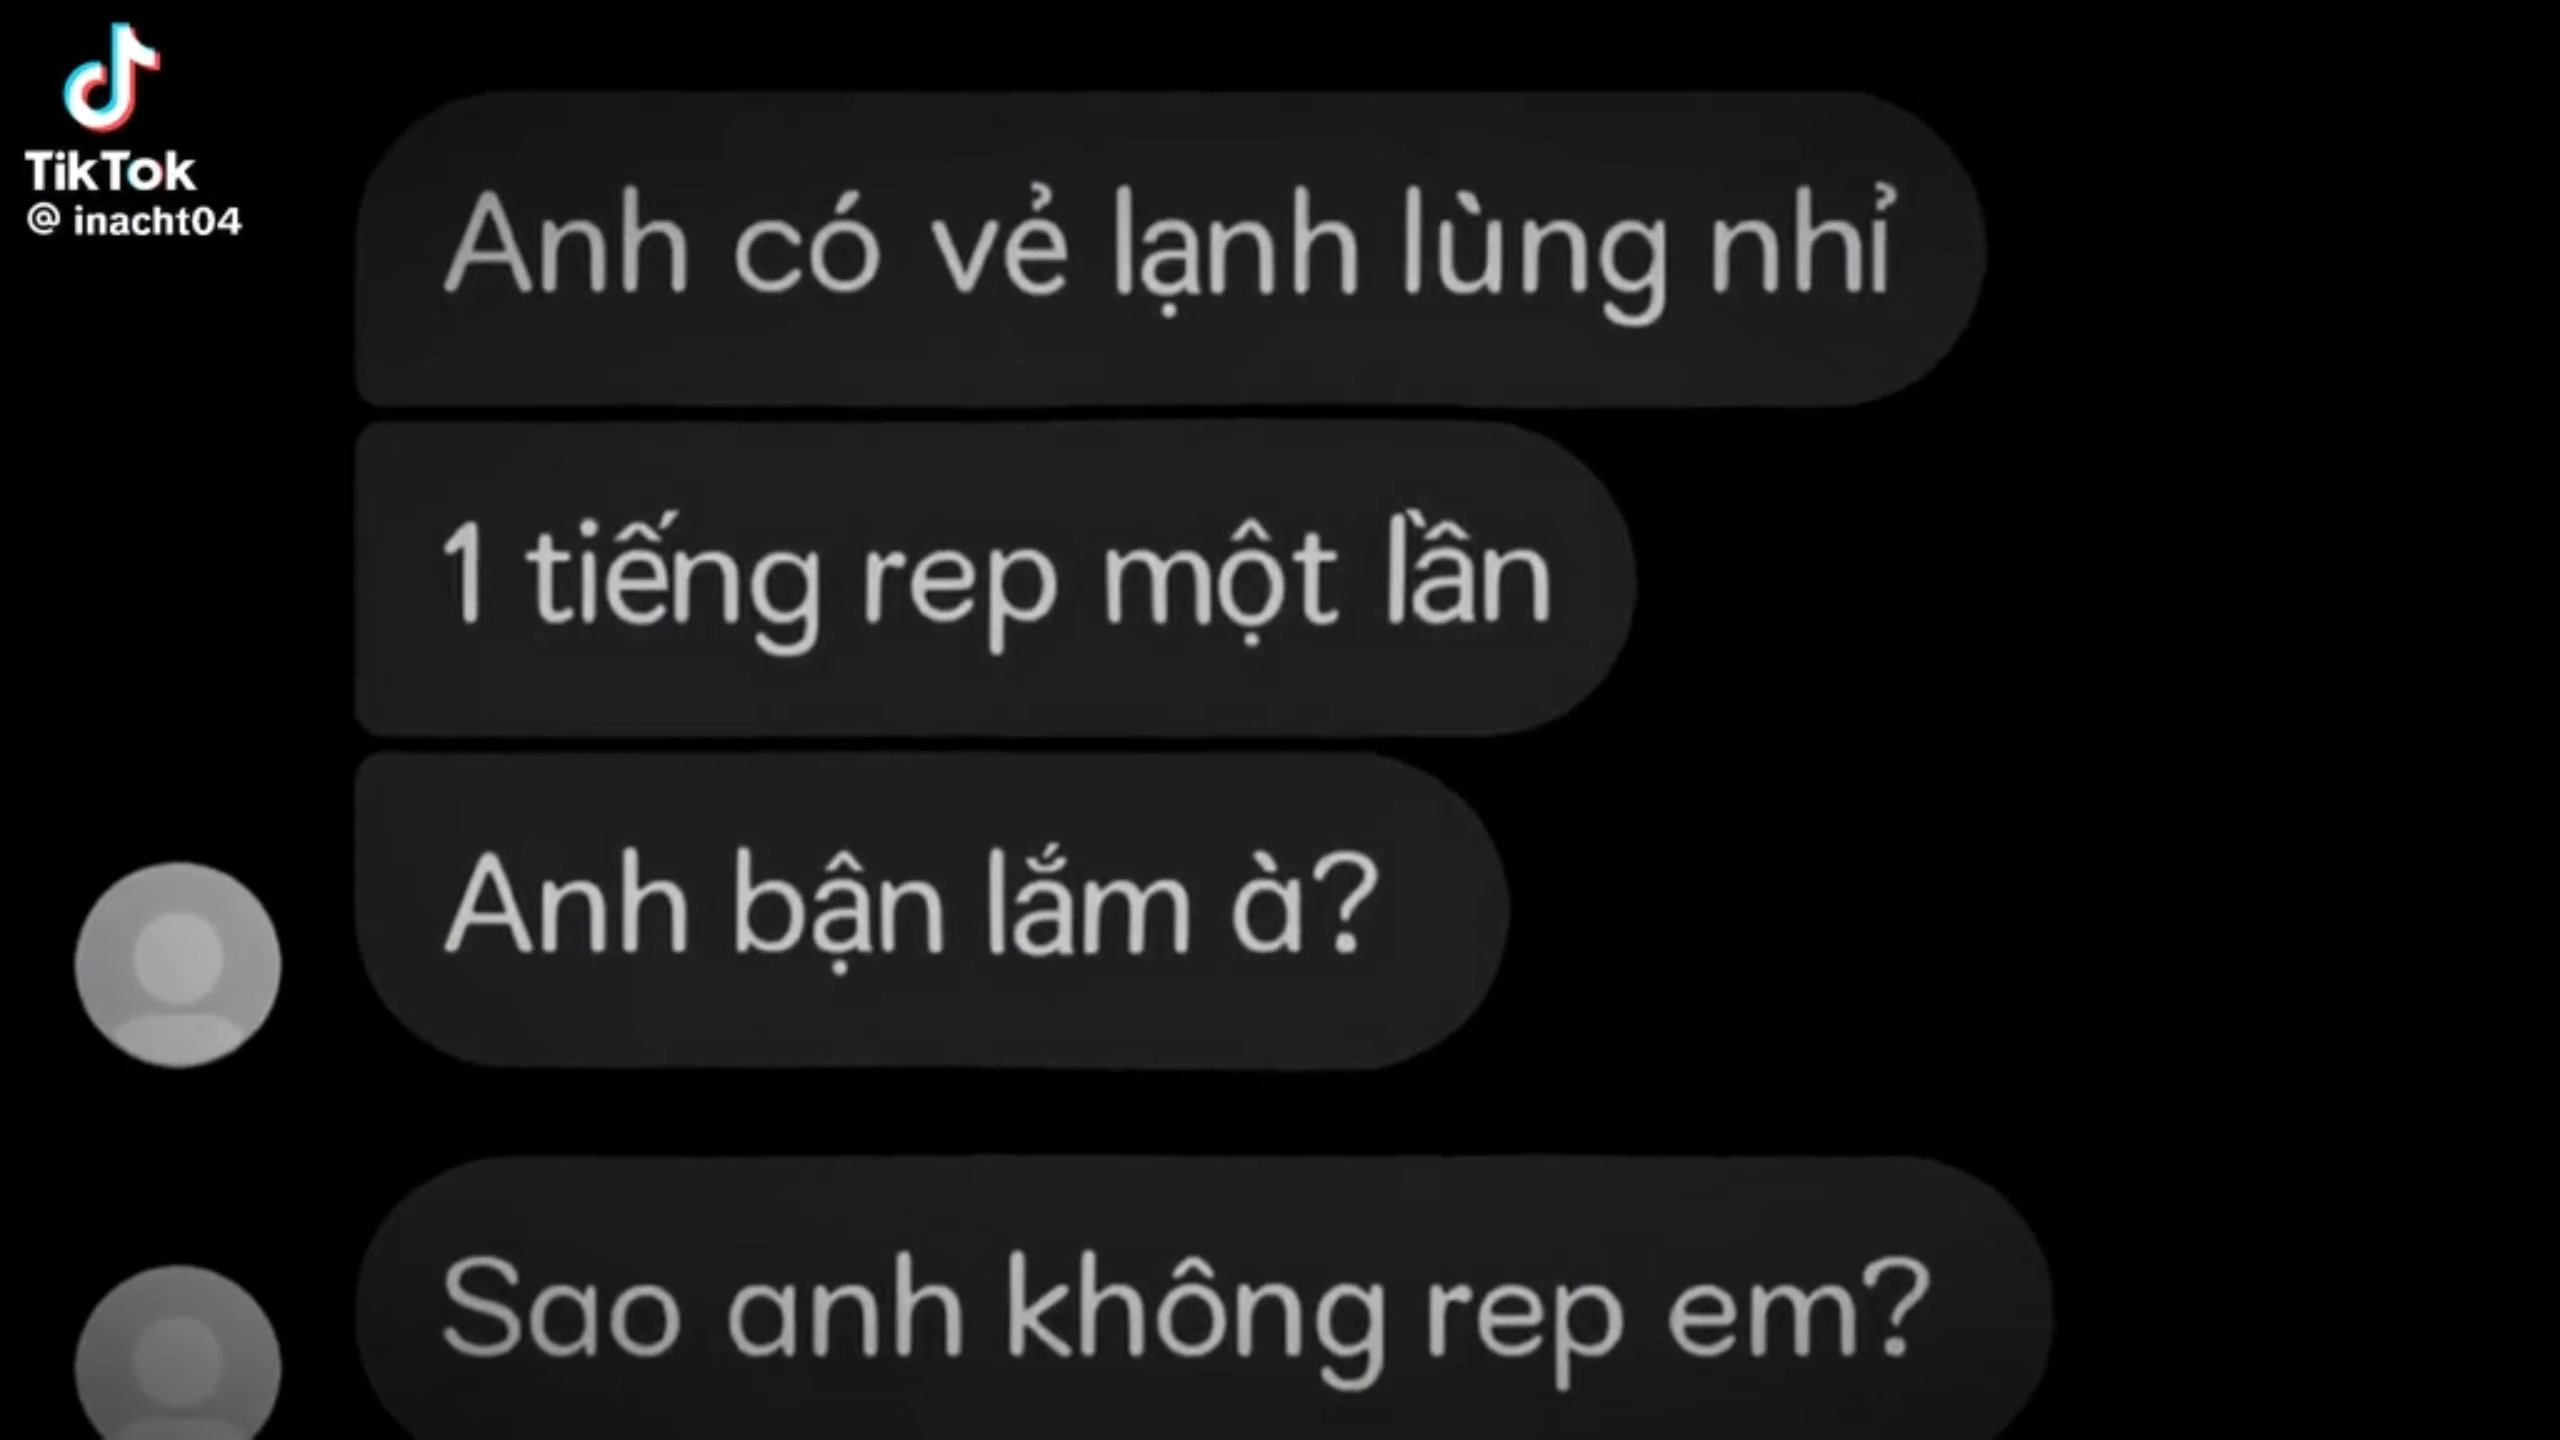 TikTok
@ inacht04
Anh có vẻ lạnh lùng nhỉ
1 tiếng rep một lần
Anh bận lắm à?
Sao anh không rep em?